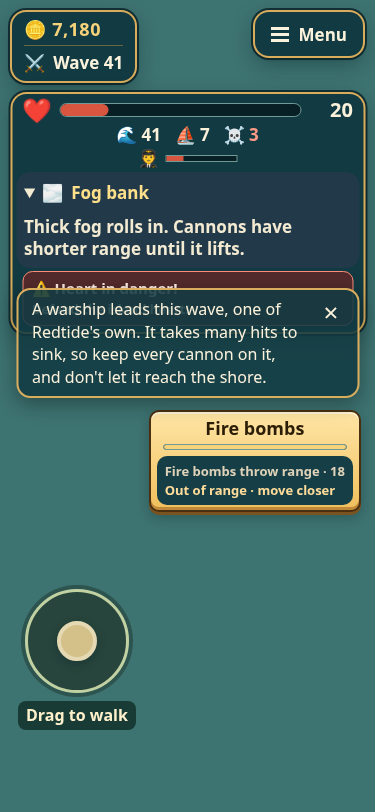 7,180
Wave 41
Menu
20
41 7 3
Fog bank
Thick fog rolls in. Cannons have
shorter range until it lifts.
Heart in danger!
A warship leads this wave, one of
Redtide's own. It takes many hits to
sink, so keep every cannon on it,
and don't let it reach the shore.
Fire bombs
Fire bombs throw range · 18
Out of range · move closer
Drag to walk